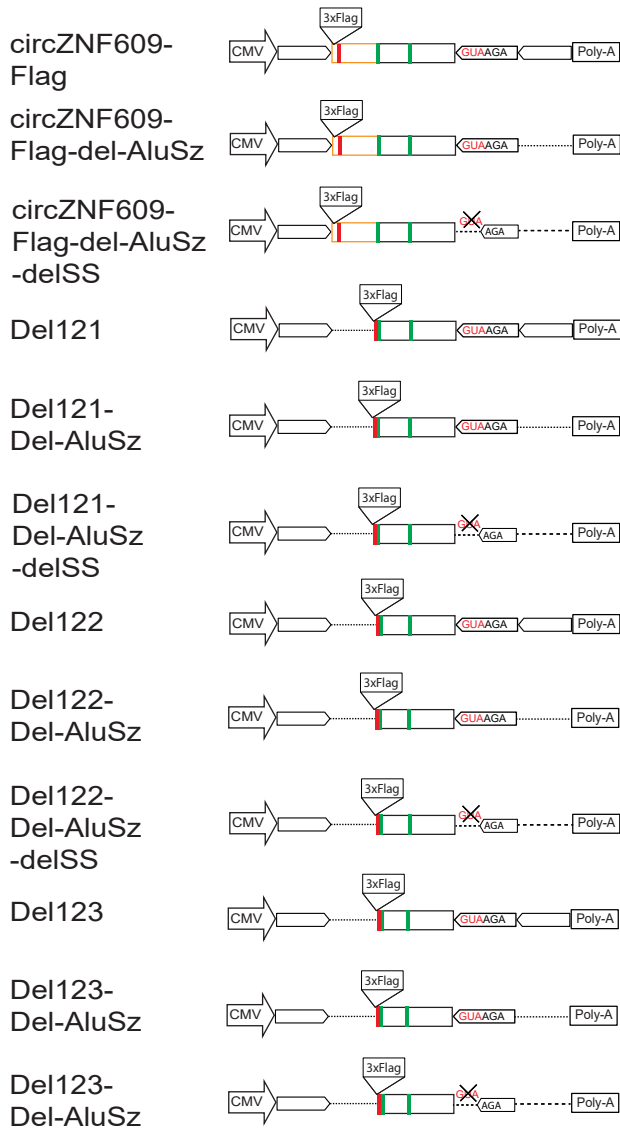 3xFlag
circZNF609-
Flag
CMV
GUAAGA
Poly-A
3xFlag
circZNF609-
Flag-del-AluSz
CMV
GUAAGA
Poly-A
3xFlag
circZNF609-
Flag-del-AluSz
-delSS
CMV
GUA
AGA
Poly-A
3xFlag
Del121
CMV
GUAAGA
Poly-A
3xFlag
Del121-
Del-AluSz
CMV
GUAAGA
Poly-A
3xFlag
Del121-
Del-AluSz
-delSS
CMV
GUA
AGA
Poly-A
3xFlag
Del122
CMV
GUAAGA
Poly-A
3xFlag
Del122-
Del-AluSz
CMV
GUAAGA
Poly-A
3xFlag
Del122-
Del-AluSz
-delSS
CMV
GUA
AGA
Poly-A
3xFlag
Del123
CMV
GUAAGA
Poly-A
3xFlag
Del123-
Del-AluSz
CMV
GUAAGA
Poly-A
3xFlag
Del123-
Del-AluSz
CMV
GUA
AGA
Poly-A